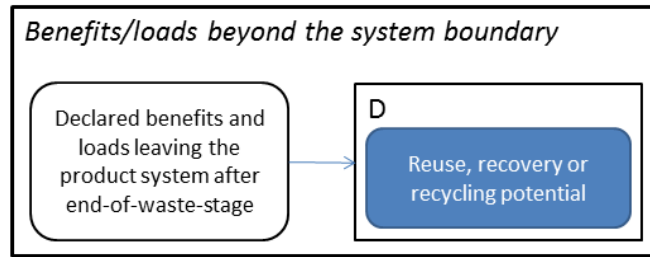 Benefits/loads beyond the system boundary
Declared benefits and
loads leaving the
product system after
end-of-waste-stage
D
Reuse, recovery or
recycling potential